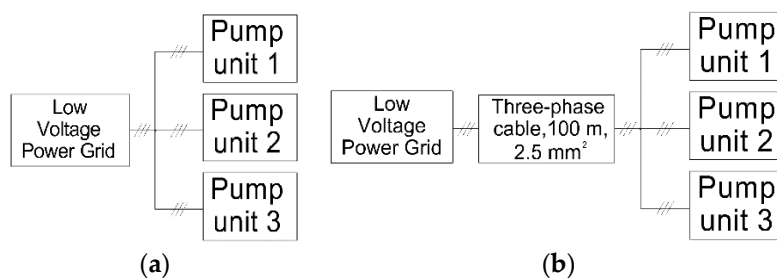 Low
Voltage
Power Grid
Pump
unit 1
Pump
unit 2
Pump
unit 3
(a)
Low
Voltage
Power Grid
Three-phase
cable,100 m,
2.5 mm²
Pump
unit 1
Pump
unit 2
Pump
unit 3
(b)